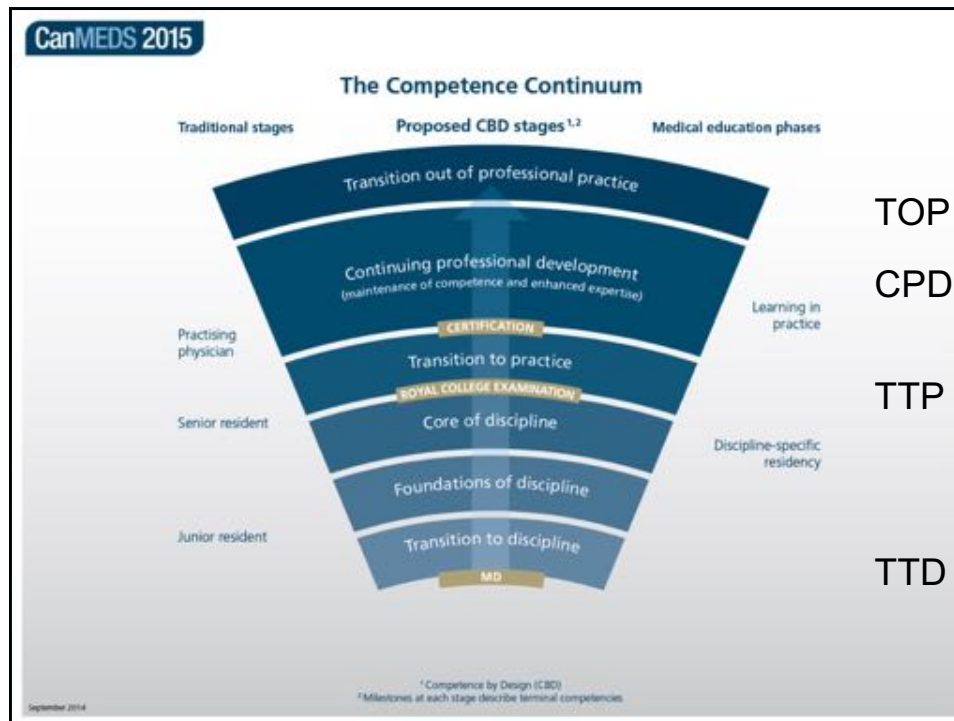 CanMEDS 2015
The Competence Continuum
Traditional stages
Proposed CBD stages1,2
Medical education phases
Transition out of professional practice
TOP
Continuing professional development
(maintenance of competence and enhanced expertise)
CPD
Learning in
practice
CERTIFICATION
Practising
physician
Transition to practice
TTP
ROYAL COLLEGE EXAMINATION
Senior resident
Core of discipline
Discipline-specific
residency
Foundations of discipline
Junior resident
Transition to discipline
TTD
MD
1Competence by Design (CBD)
2Milestones at each stage describe terminal competencies
September 2014